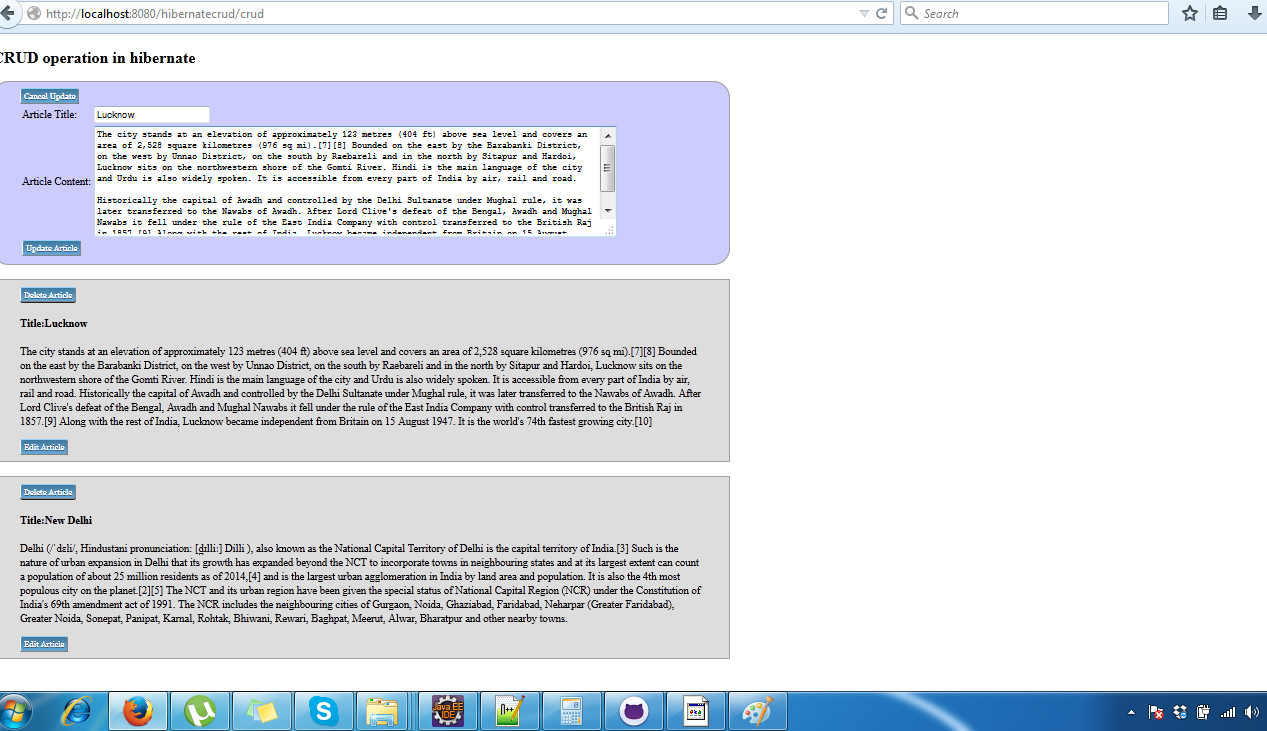 http://localhost:8080/hibernatecrud/crud
Search
CRUD operation in hibernate
Cancel Update
Article Title:
Lucknow
Article Content:
The city stands at an elevation of approximately 123 metres (404 ft) above sea level and covers an
area of 2,528 square kilometres (976 sq mi).[7][8] Bounded on the east by the Barabanki District,
on the west by Unnao District, on the south by Raebareli and in the north by Sitapur and Hardoi,
Lucknow sits on the northwestern shore of the Gomti River. Hindi is the main language of the city
and Urdu is also widely spoken. It is accessible from every part of India by air, rail and road.
Historically the capital of Awadh and controlled by the Delhi Sultanate under Mughal rule, it was
later transferred to the Nawabs of Awadh. After Lord Clive's defeat of the Bengal, Awadh and Mughal
Nawabs it fell under the rule of the East India Company with control transferred to the British Raj
in 1857.[9] Along with the rest of India, Lucknow became independent from Britain on 15 August
Update Article
Delete Article
Title:Lucknow
The city stands at an elevation of approximately 123 metres (404 ft) above sea level and covers an area of 2,528 square kilometres (976 sq mi).[7][8] Bounded
on the east by the Barabanki District, on the west by Unnao District, on the south by Raebareli and in the north by Sitapur and Hardoi, Lucknow sits on the
northwestern shore of the Gomti River. Hindi is the main language of the city and Urdu is also widely spoken. It is accessible from every part of India by air,
rail and road. Historically the capital of Awadh and controlled by the Delhi Sultanate under Mughal rule, it was later transferred to the Nawabs of Awadh. After
Lord Clive's defeat of the Bengal, Awadh and Mughal Nawabs it fell under the rule of the East India Company with control transferred to the British Raj in
1857.[9] Along with the rest of India, Lucknow became independent from Britain on 15 August 1947. It is the world's 74th fastest growing city.[10]
Edit Article
Delete Article
Title:New Delhi
Delhi (/ˈdɛli/, Hindustani pronunciation: [d̪ɪlliː] Dilli ), also known as the National Capital Territory of Delhi is the capital territory of India.[3] Such is the
nature of urban expansion in Delhi that its growth has expanded beyond the NCT to incorporate towns in neighbouring states and at its largest extent can count
a population of about 25 million residents as of 2014,[4] and is the largest urban agglomeration in India by land area and population. It is also the 4th most
populous city on the planet.[2][5] The NCT and its urban region have been given the special status of National Capital Region (NCR) under the Constitution of
India's 69th amendment act of 1991. The NCR includes the neighbouring cities of Gurgaon, Noida, Ghaziabad, Faridabad, Neharpar (Greater Faridabad),
Greater Noida, Sonepat, Panipat, Karnal, Rohtak, Bhiwani, Rewari, Baghpat, Meerut, Alwar, Bharatpur and other nearby towns.
Edit Article
Java EE
IDE